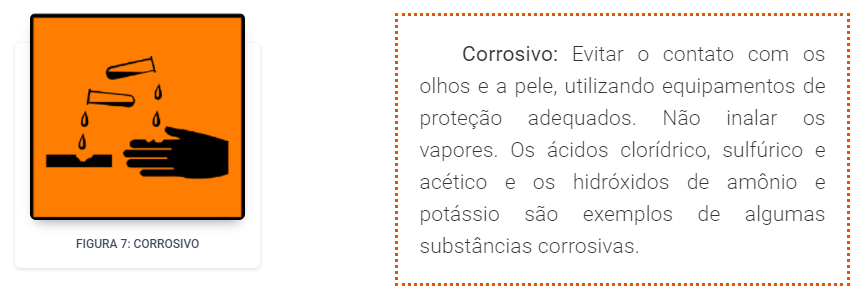 FIGURA 7: CORROSIVO
Corrosivo: Evitar o contato com os
olhos e a pele, utilizando equipamentos de
proteção adequados. Não inalar os
vapores. Os ácidos clorídrico, sulfúrico e
acético e os hidróxidos de amônio e
potássio são exemplos de algumas
substâncias corrosivas.